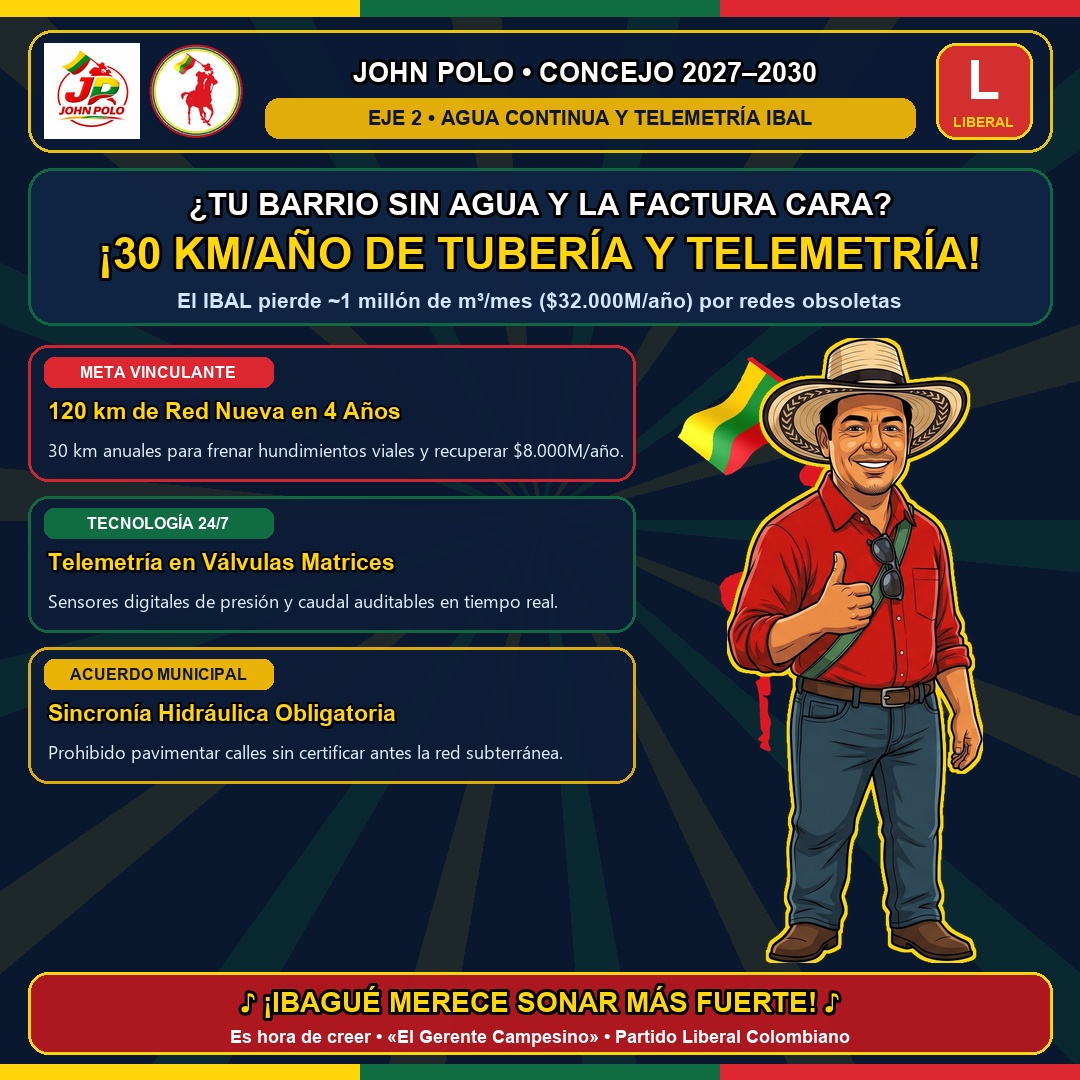 JP
JOHN POLO
JOHN POLO • CONCEJO 2027–2030
EJE 2 • AGUA CONTINUA Y TELEMETRÍA IBAL
L
LIBERAL
¿TU BARRIO SIN AGUA Y LA FACTURA CARA?
¡30 KM/AÑO DE TUBERÍA Y TELEMETRÍA!
El IBAL pierde ~1 millón de m³/mes ($32.000M/año) por redes obsoletas
META VINCULANTE
120 km de Red Nueva en 4 Años
30 km anuales para frenar hundimientos viales y recuperar $8.000M/año.
TECNOLOGÍA 24/7
Telemetría en Válvulas Matrices
Sensores digitales de presión y caudal auditables en tiempo real.
ACUERDO MUNICIPAL
Sincronía Hidráulica Obligatoria
Prohibido pavimentar calles sin certificar antes la red subterránea.
♪ ¡IBAGUÉ MERECE SONAR MÁS FUERTE! ♪
Es hora de creer • «El Gerente Campesino» • Partido Liberal Colombiano